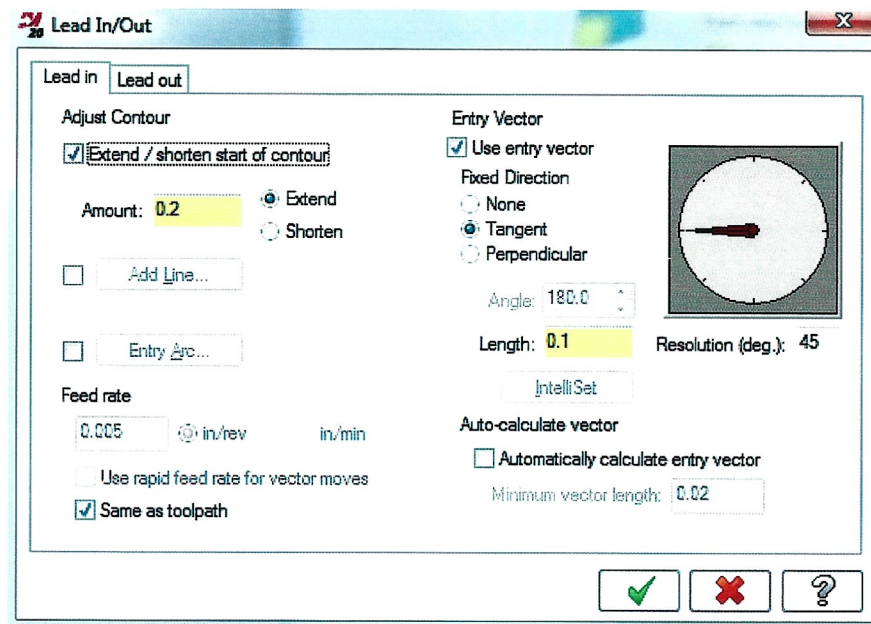 20 Lead In/Out
X
Lead in
Lead out
Adjust Contour
Extend / shorten start of contour
Amount: 0.2
Extend
Shorten
Add Line...
Entry Arc...
Feed rate
0.005 in/rev in/min
Use rapid feed rate for vector moves
Same as toolpath
Entry Vector
Use entry vector
Fixed Direction
None
Tangent
Perpendicular
Angle: 180.0
Length: 0.1
Resolution (deg.): 45
IntelliSet
Auto-calculate vector
Automatically calculate entry vector
Minimum vector length: 0.02
?